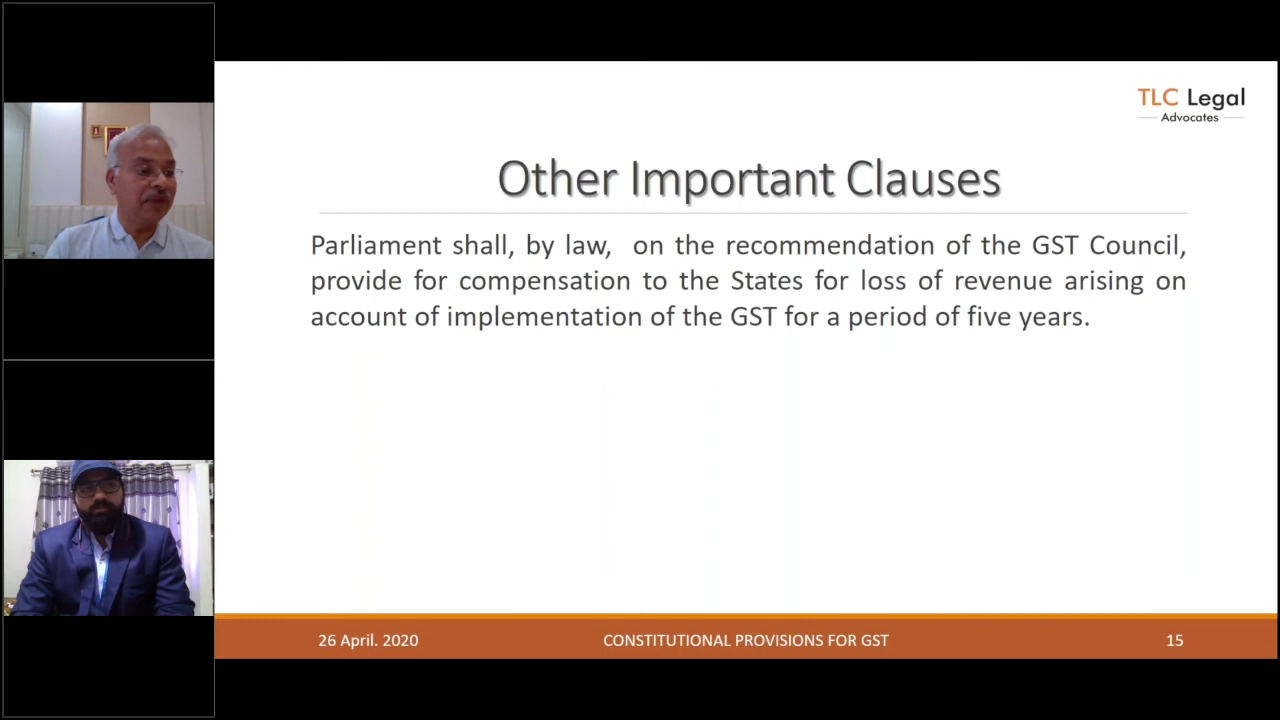 TLC Legal
Advocates
Other Important Clauses
Parliament shall, by law, on the recommendation of the GST Council,
provide for compensation to the States for loss of revenue arising on
account of implementation of the GST for a period of five years.
26 April. 2020
CONSTITUTIONAL PROVISIONS FOR GST
15